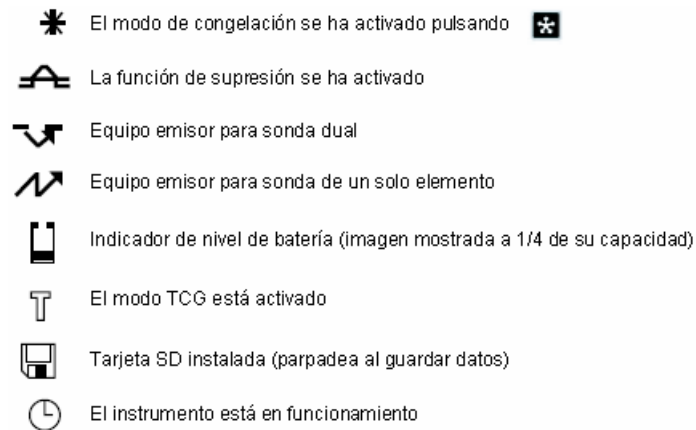 El modo de congelación se ha activado pulsando
La función de supresión se ha activado
Equipo emisor para sonda dual
Equipo emisor para sonda de un solo elemento
Indicador de nivel de batería (imagen mostrada a 1/4 de su capacidad)
T El modo TCG está activado
Tarjeta SD instalada (parpadea al guardar datos)
El instrumento está en funcionamiento